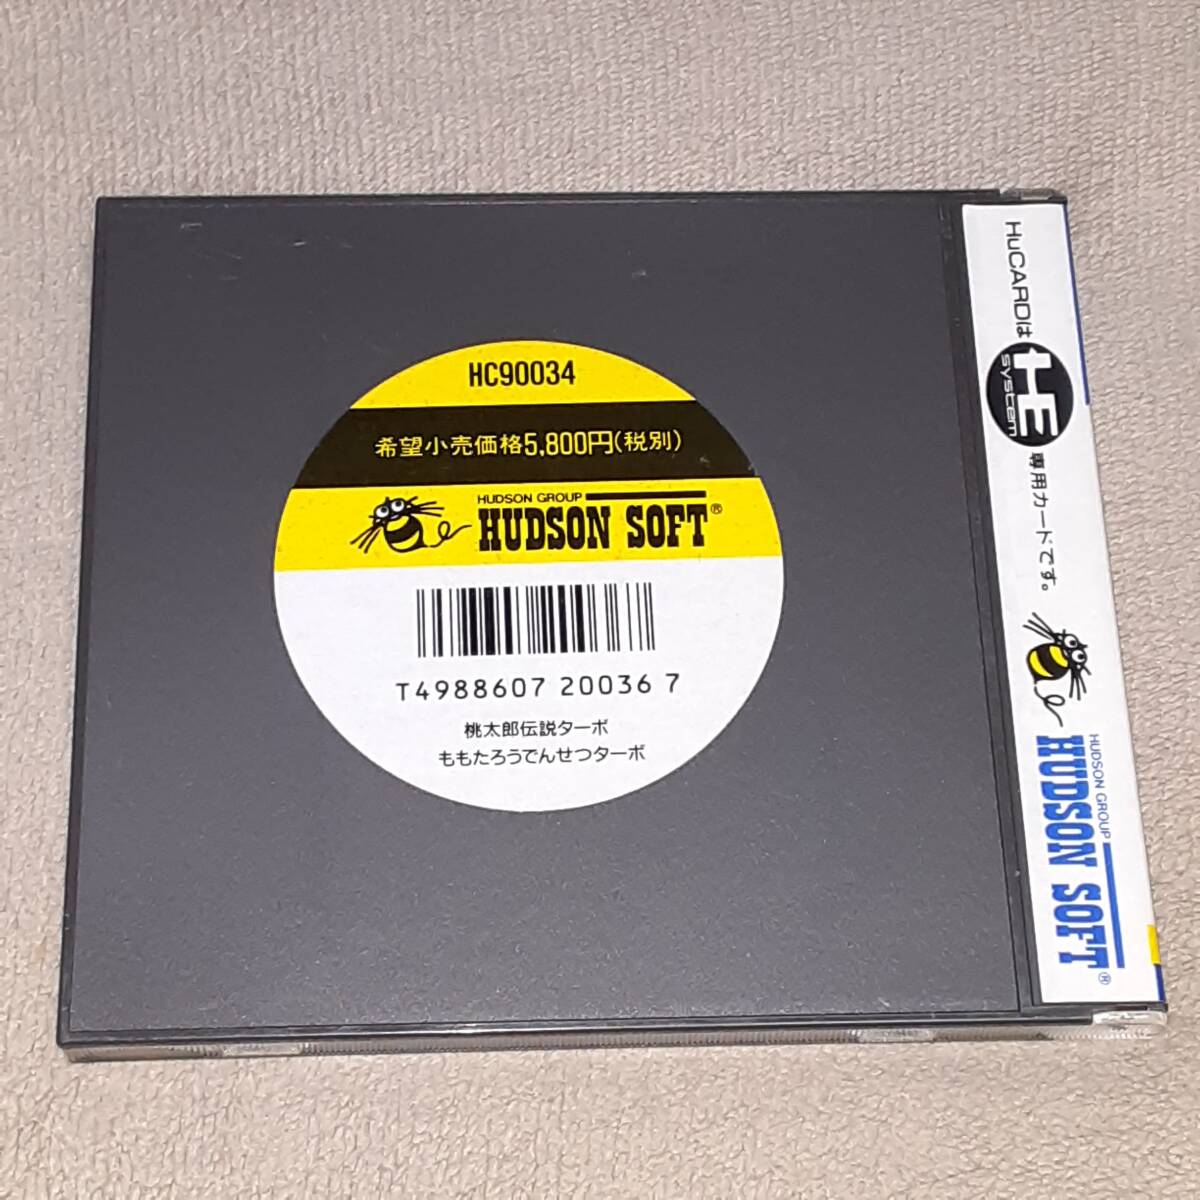 HC90034
希望小売価格5,800円(税別)
HUDSON GROUP
HUDSON SOFT®
T4988607 20036 7
桃太郎伝説ターボ
ももたろうでんせつターボ
HuCARDは HE SYSTEM 専用カードです。
HUDSON GROUP
HUDSON SOFT®